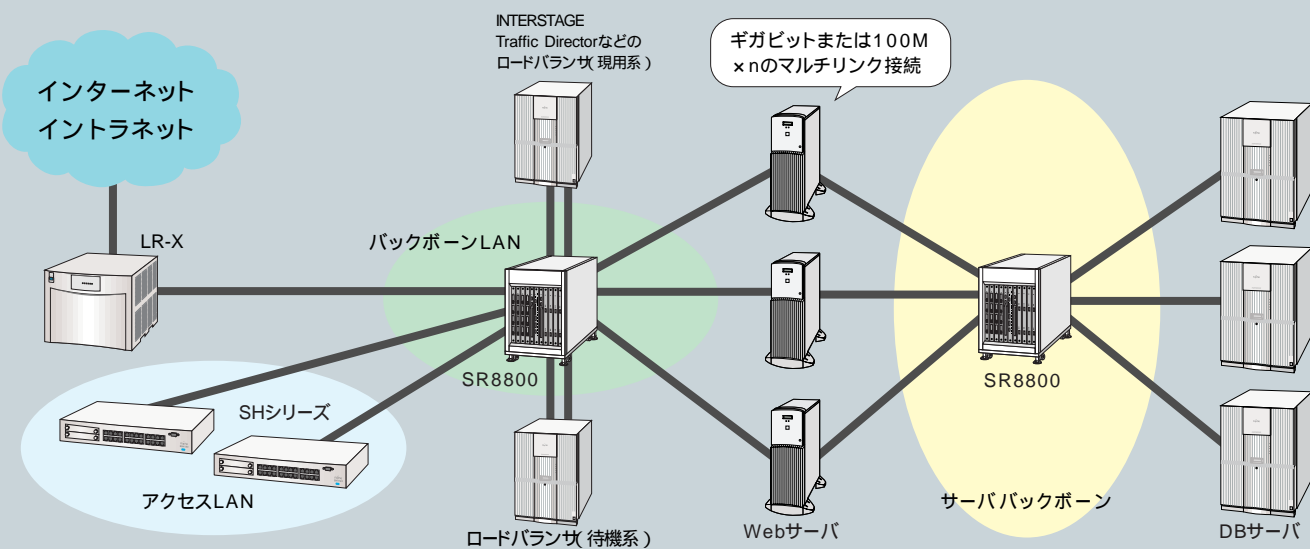 INTERSTAGE
Traffic Directorなどの
ロードバランサ(現用系)
ギガビットまたは100M
×nのマルチリンク接続
インターネット
イントラネット
LR-X
バックボーンLAN
SR8800
SR8800
SHシリーズ
アクセスLAN
サーババックボーン
ロードバランサ(待機系)
Webサーバ
DBサーバ